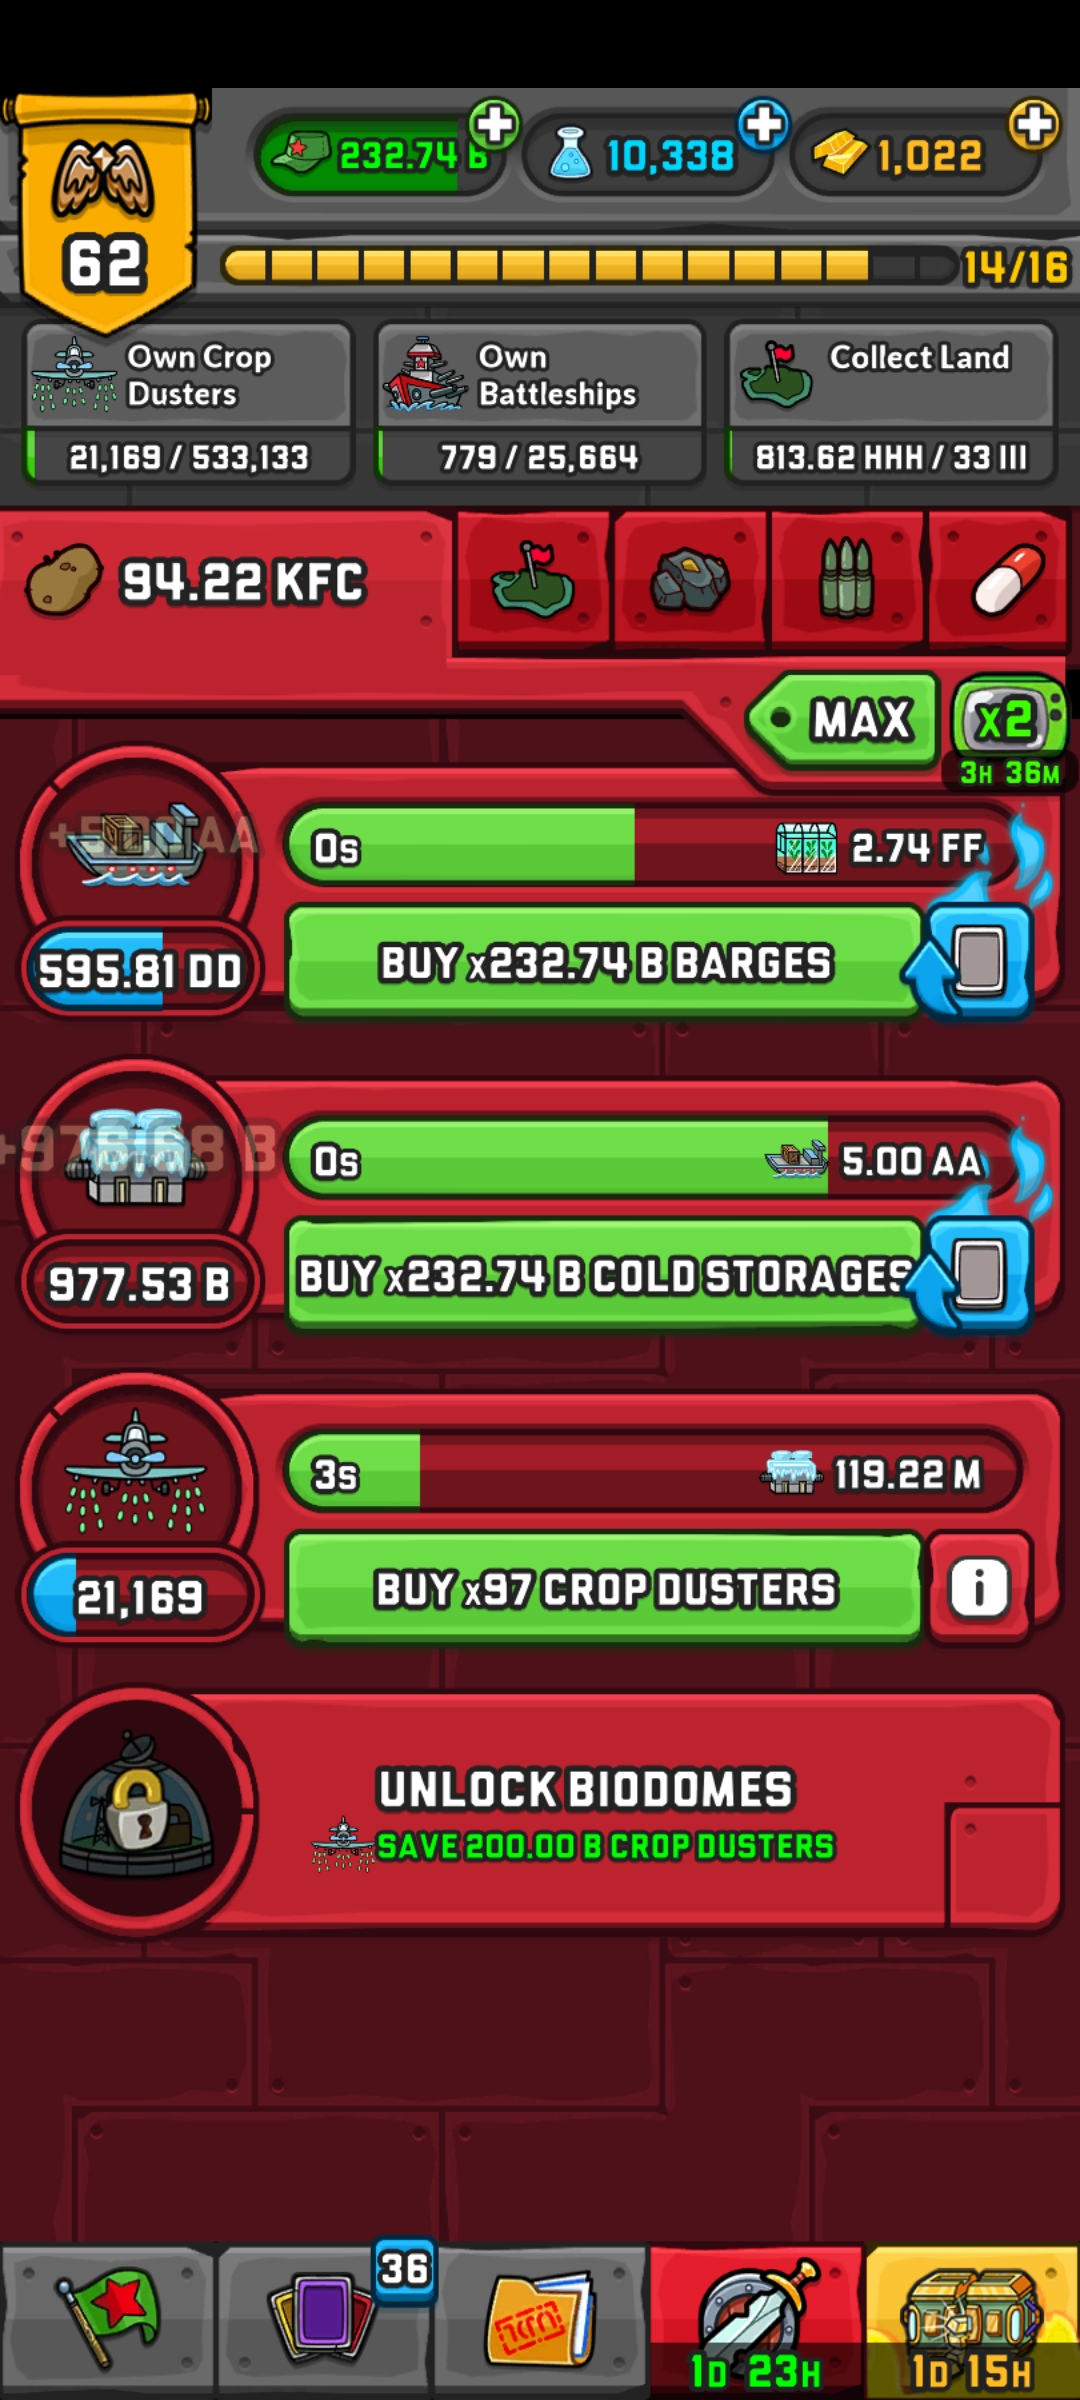 62
232.74 B
10,338
1,022
14/16
Own Crop
Dusters
21,169 / 533,133
Own
Battleships
779 / 25,664
Collect Land
813.62 HHH / 33 III
94.22 KFC
MAX
x2
3H 36M
0s
2.74 FF
595.81 DD
BUY x232.74 B BARGES
0s
5.00 AA
977.53 B
BUY x232.74 B COLD STORAGES
3s
119.22 M
21,169
BUY x97 CROP DUSTERS
i
UNLOCK BIODOMES
SAVE 200.00 B CROP DUSTERS
36
1D 23H
1D 15H